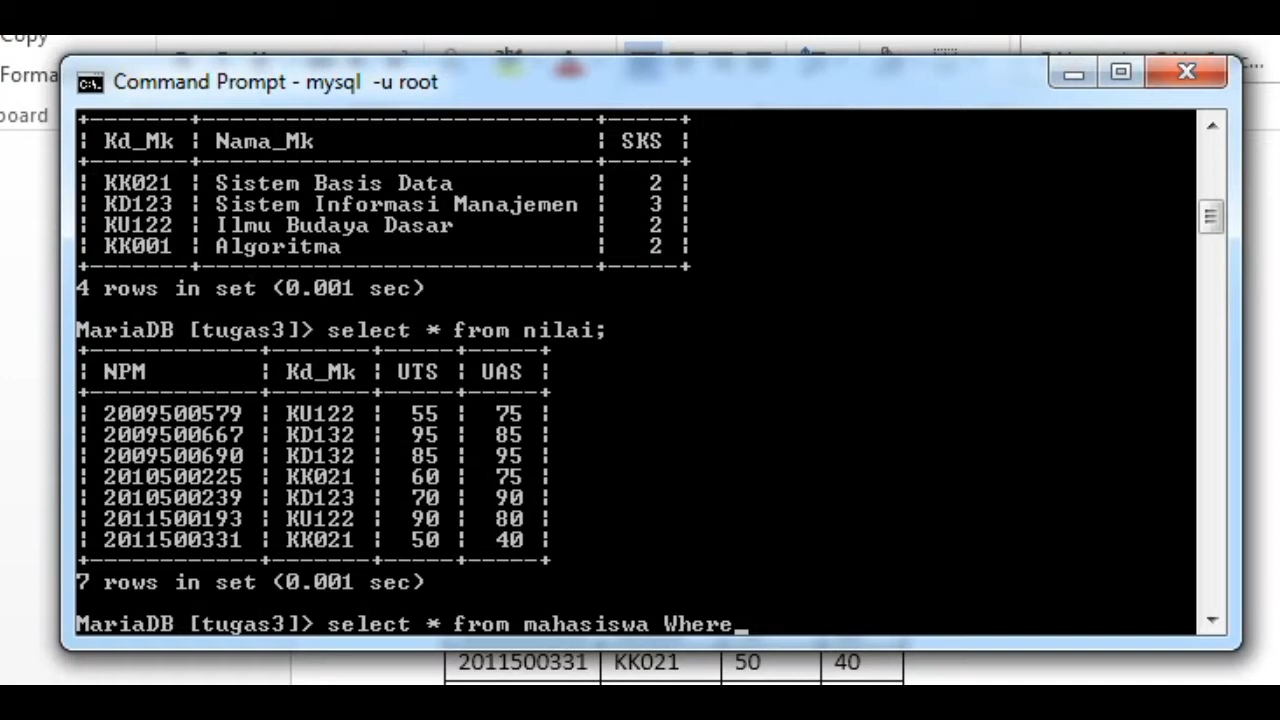 Copy
Forma
board
Command Prompt - mysql -u root
Kd_Mk | Nama_Mk | SKS
KK021 | Sistem Basis Data | 2
KD123 | Sistem Informasi Manajemen | 3
KU122 | Ilmu Budaya Dasar | 2
KK001 | Algoritma | 2
4 rows in set (0.001 sec)
MariaDB [tugas3]> select * from nilai;
NPM | Kd_Mk | UTS | UAS
2009500579 | KU122 | 55 | 75
2009500667 | KD132 | 95 | 85
2009500690 | KD132 | 85 | 95
2010500225 | KK021 | 60 | 75
2010500239 | KD123 | 70 | 90
2011500193 | KU122 | 90 | 80
2011500331 | KK021 | 50 | 40
7 rows in set (0.001 sec)
MariaDB [tugas3]> select * from mahasiswa Where_
2011500331 KK021 50 40